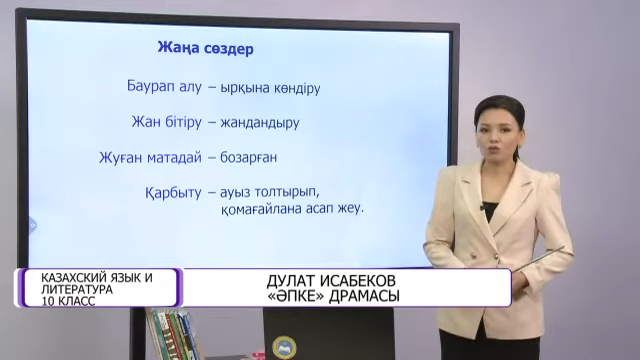 Жаңа сөздер
Баурап алу – ырқына көндіру
Жан бітіру – жандандыру
Жуған матадай – бозарған
Қарбыту – ауыз толтырып,
қомағайлана асап жеу.
КАЗАХСКИЙ ЯЗЫК И
ЛИТЕРАТУРА
10 КЛАСС
ДУЛАТ ИСАБЕКОВ
«ӘПКЕ» ДРАМАСЫ